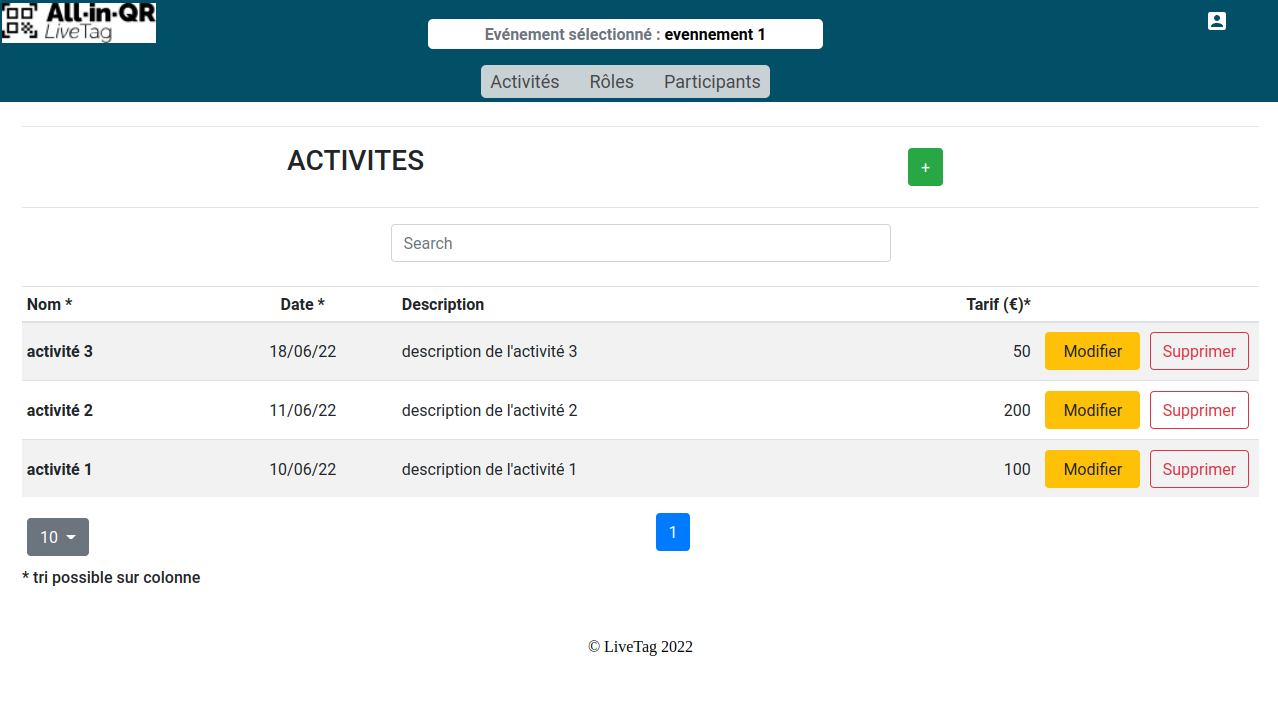 All·in·QR
LiveTag
Evénement sélectionné : evennement 1
Activités Rôles Participants
ACTIVITES +
Search
Nom * Date * Description Tarif (€)*
activité 3 18/06/22 description de l'activité 3 50 Modifier Supprimer
activité 2 11/06/22 description de l'activité 2 200 Modifier Supprimer
activité 1 10/06/22 description de l'activité 1 100 Modifier Supprimer
10 1
* tri possible sur colonne
© LiveTag 2022